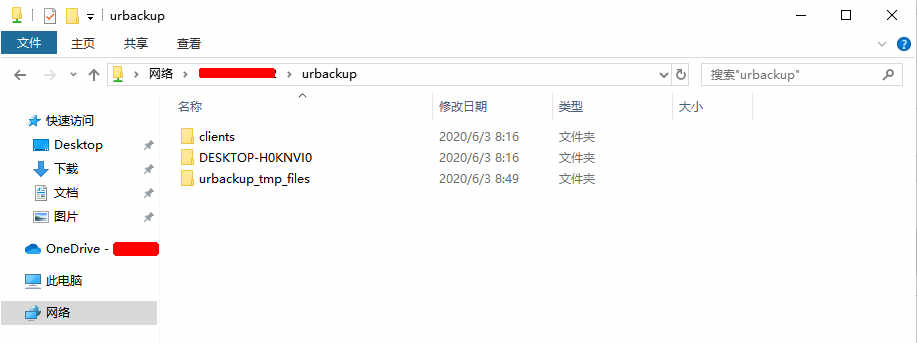 urbackup
文件 主页 共享 查看
网络 urbackup 搜索"urbackup"
名称 修改日期 类型 大小
快速访问
Desktop
下载
文档
图片
OneDrive -
此电脑
网络
clients 2020/6/3 8:16 文件夹
DESKTOP-H0KNVI0 2020/6/3 8:16 文件夹
urbackup_tmp_files 2020/6/3 8:49 文件夹